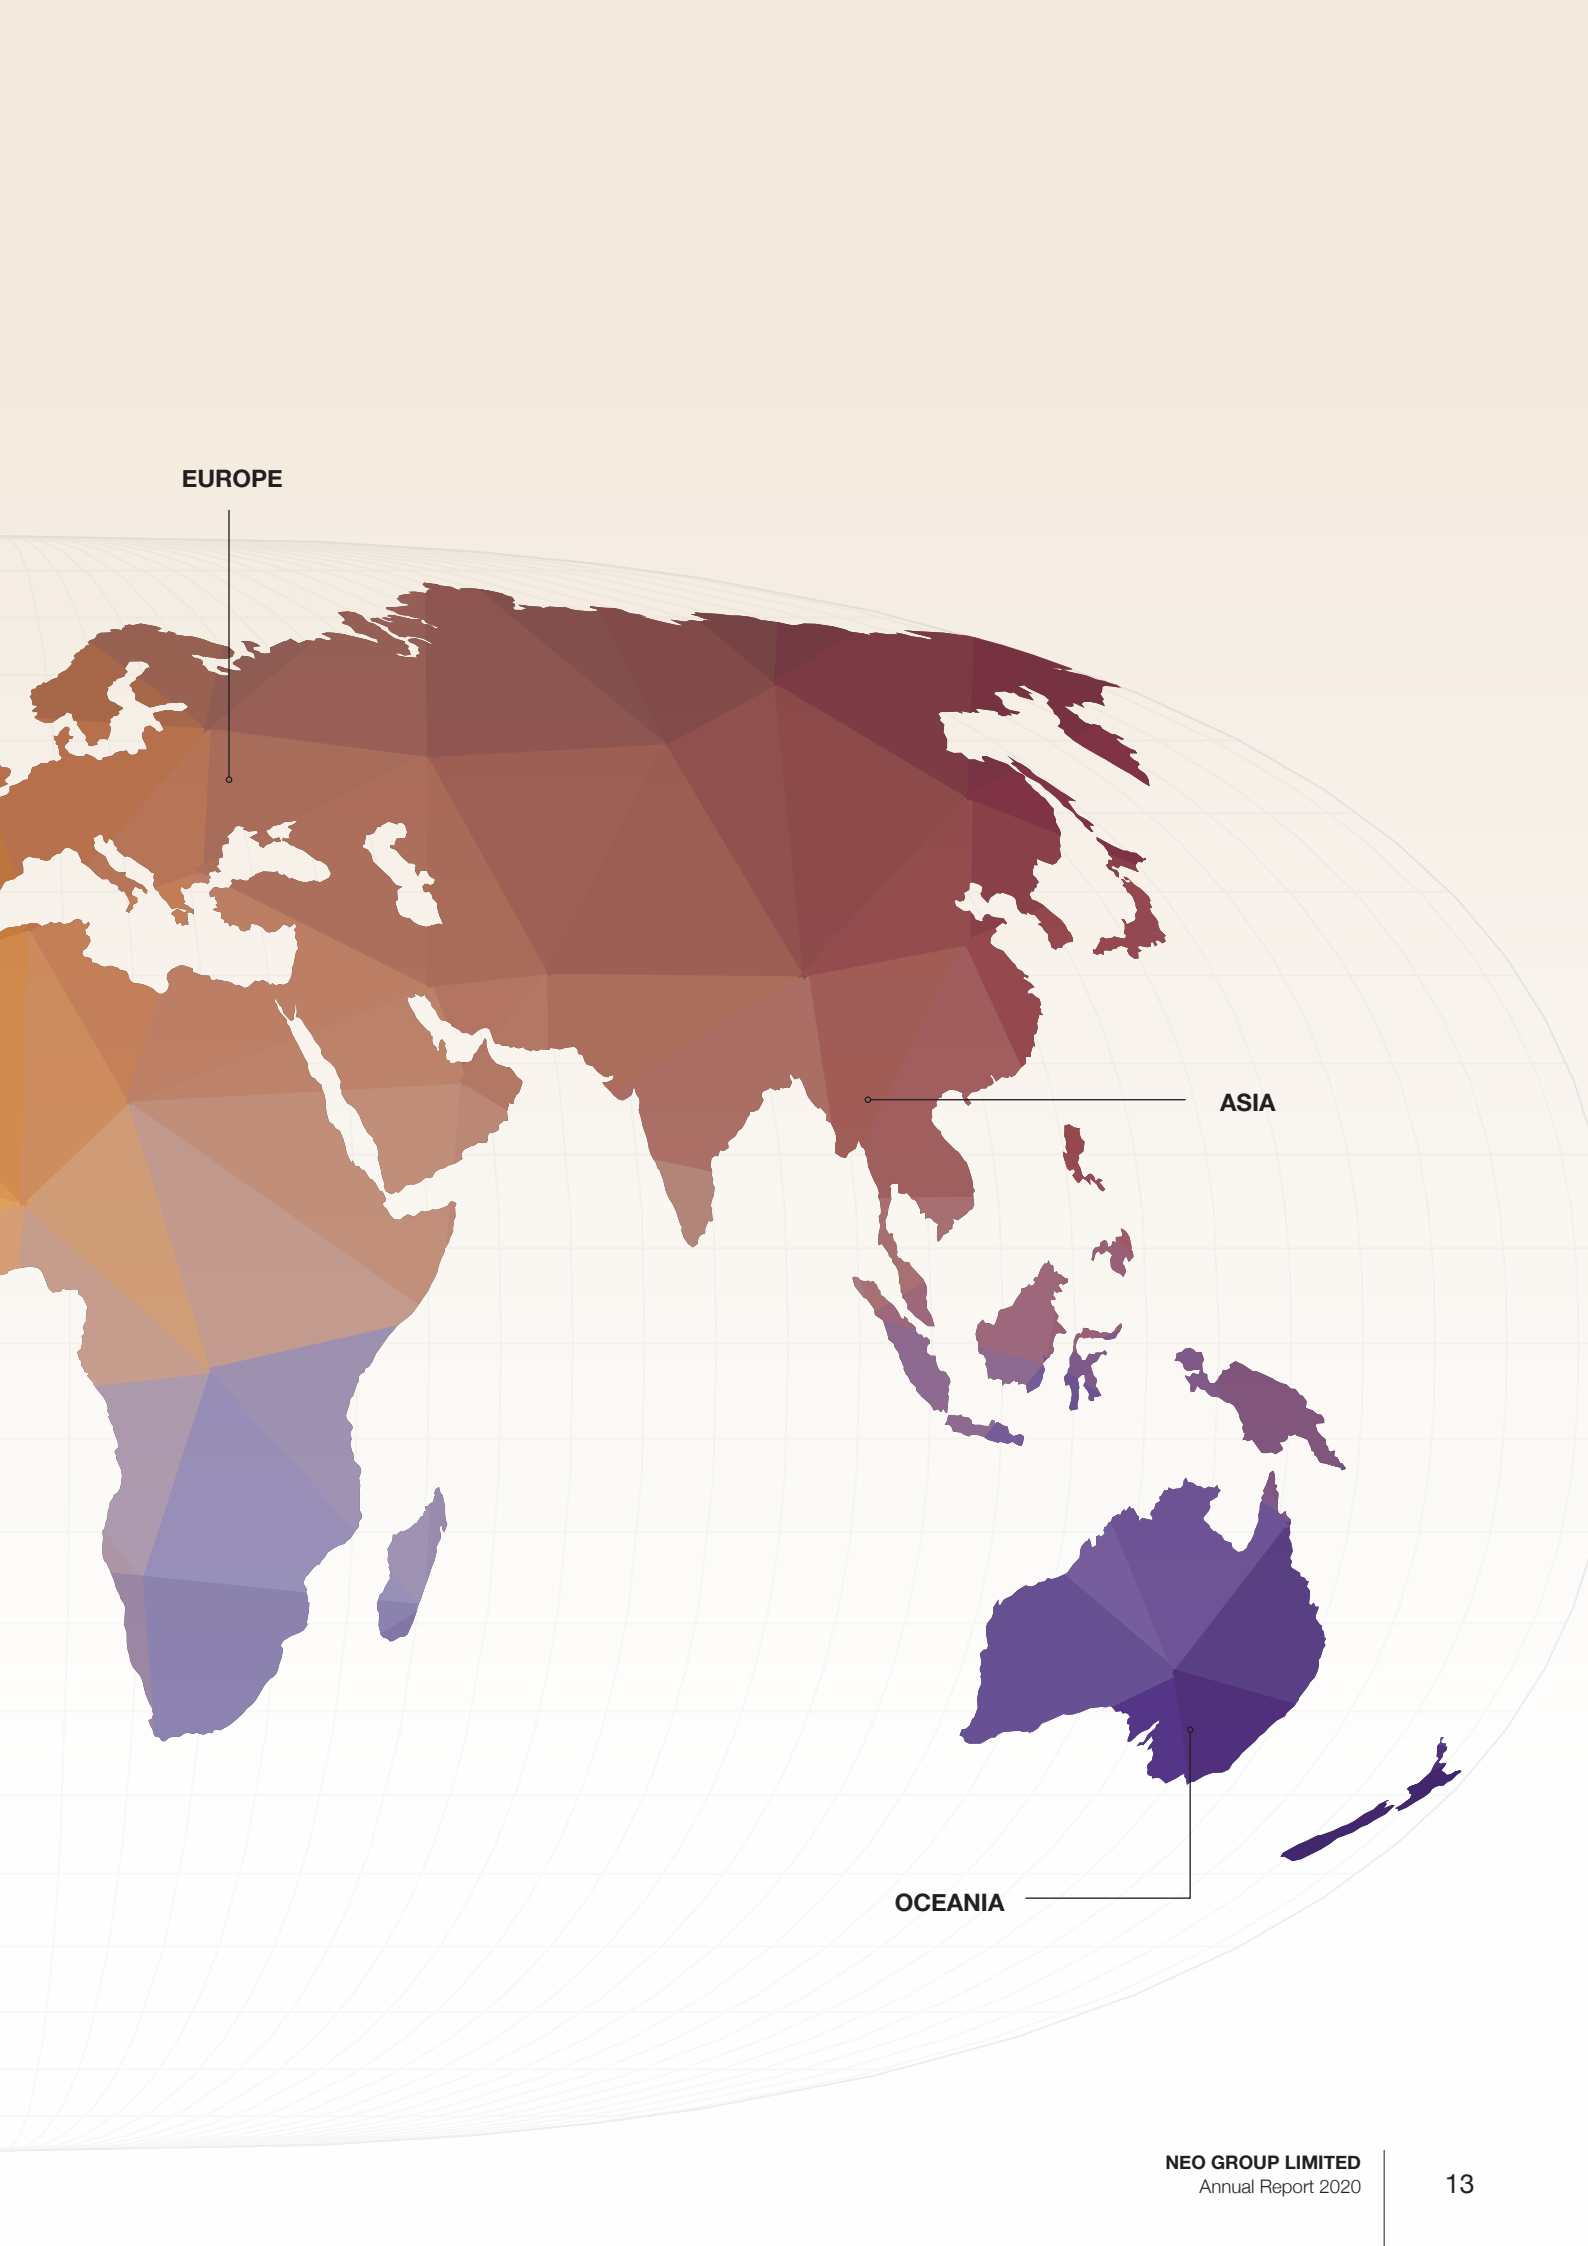 EUROPE
ASIA
OCEANIA
NEO GROUP LIMITED
Annual Report 2020
13